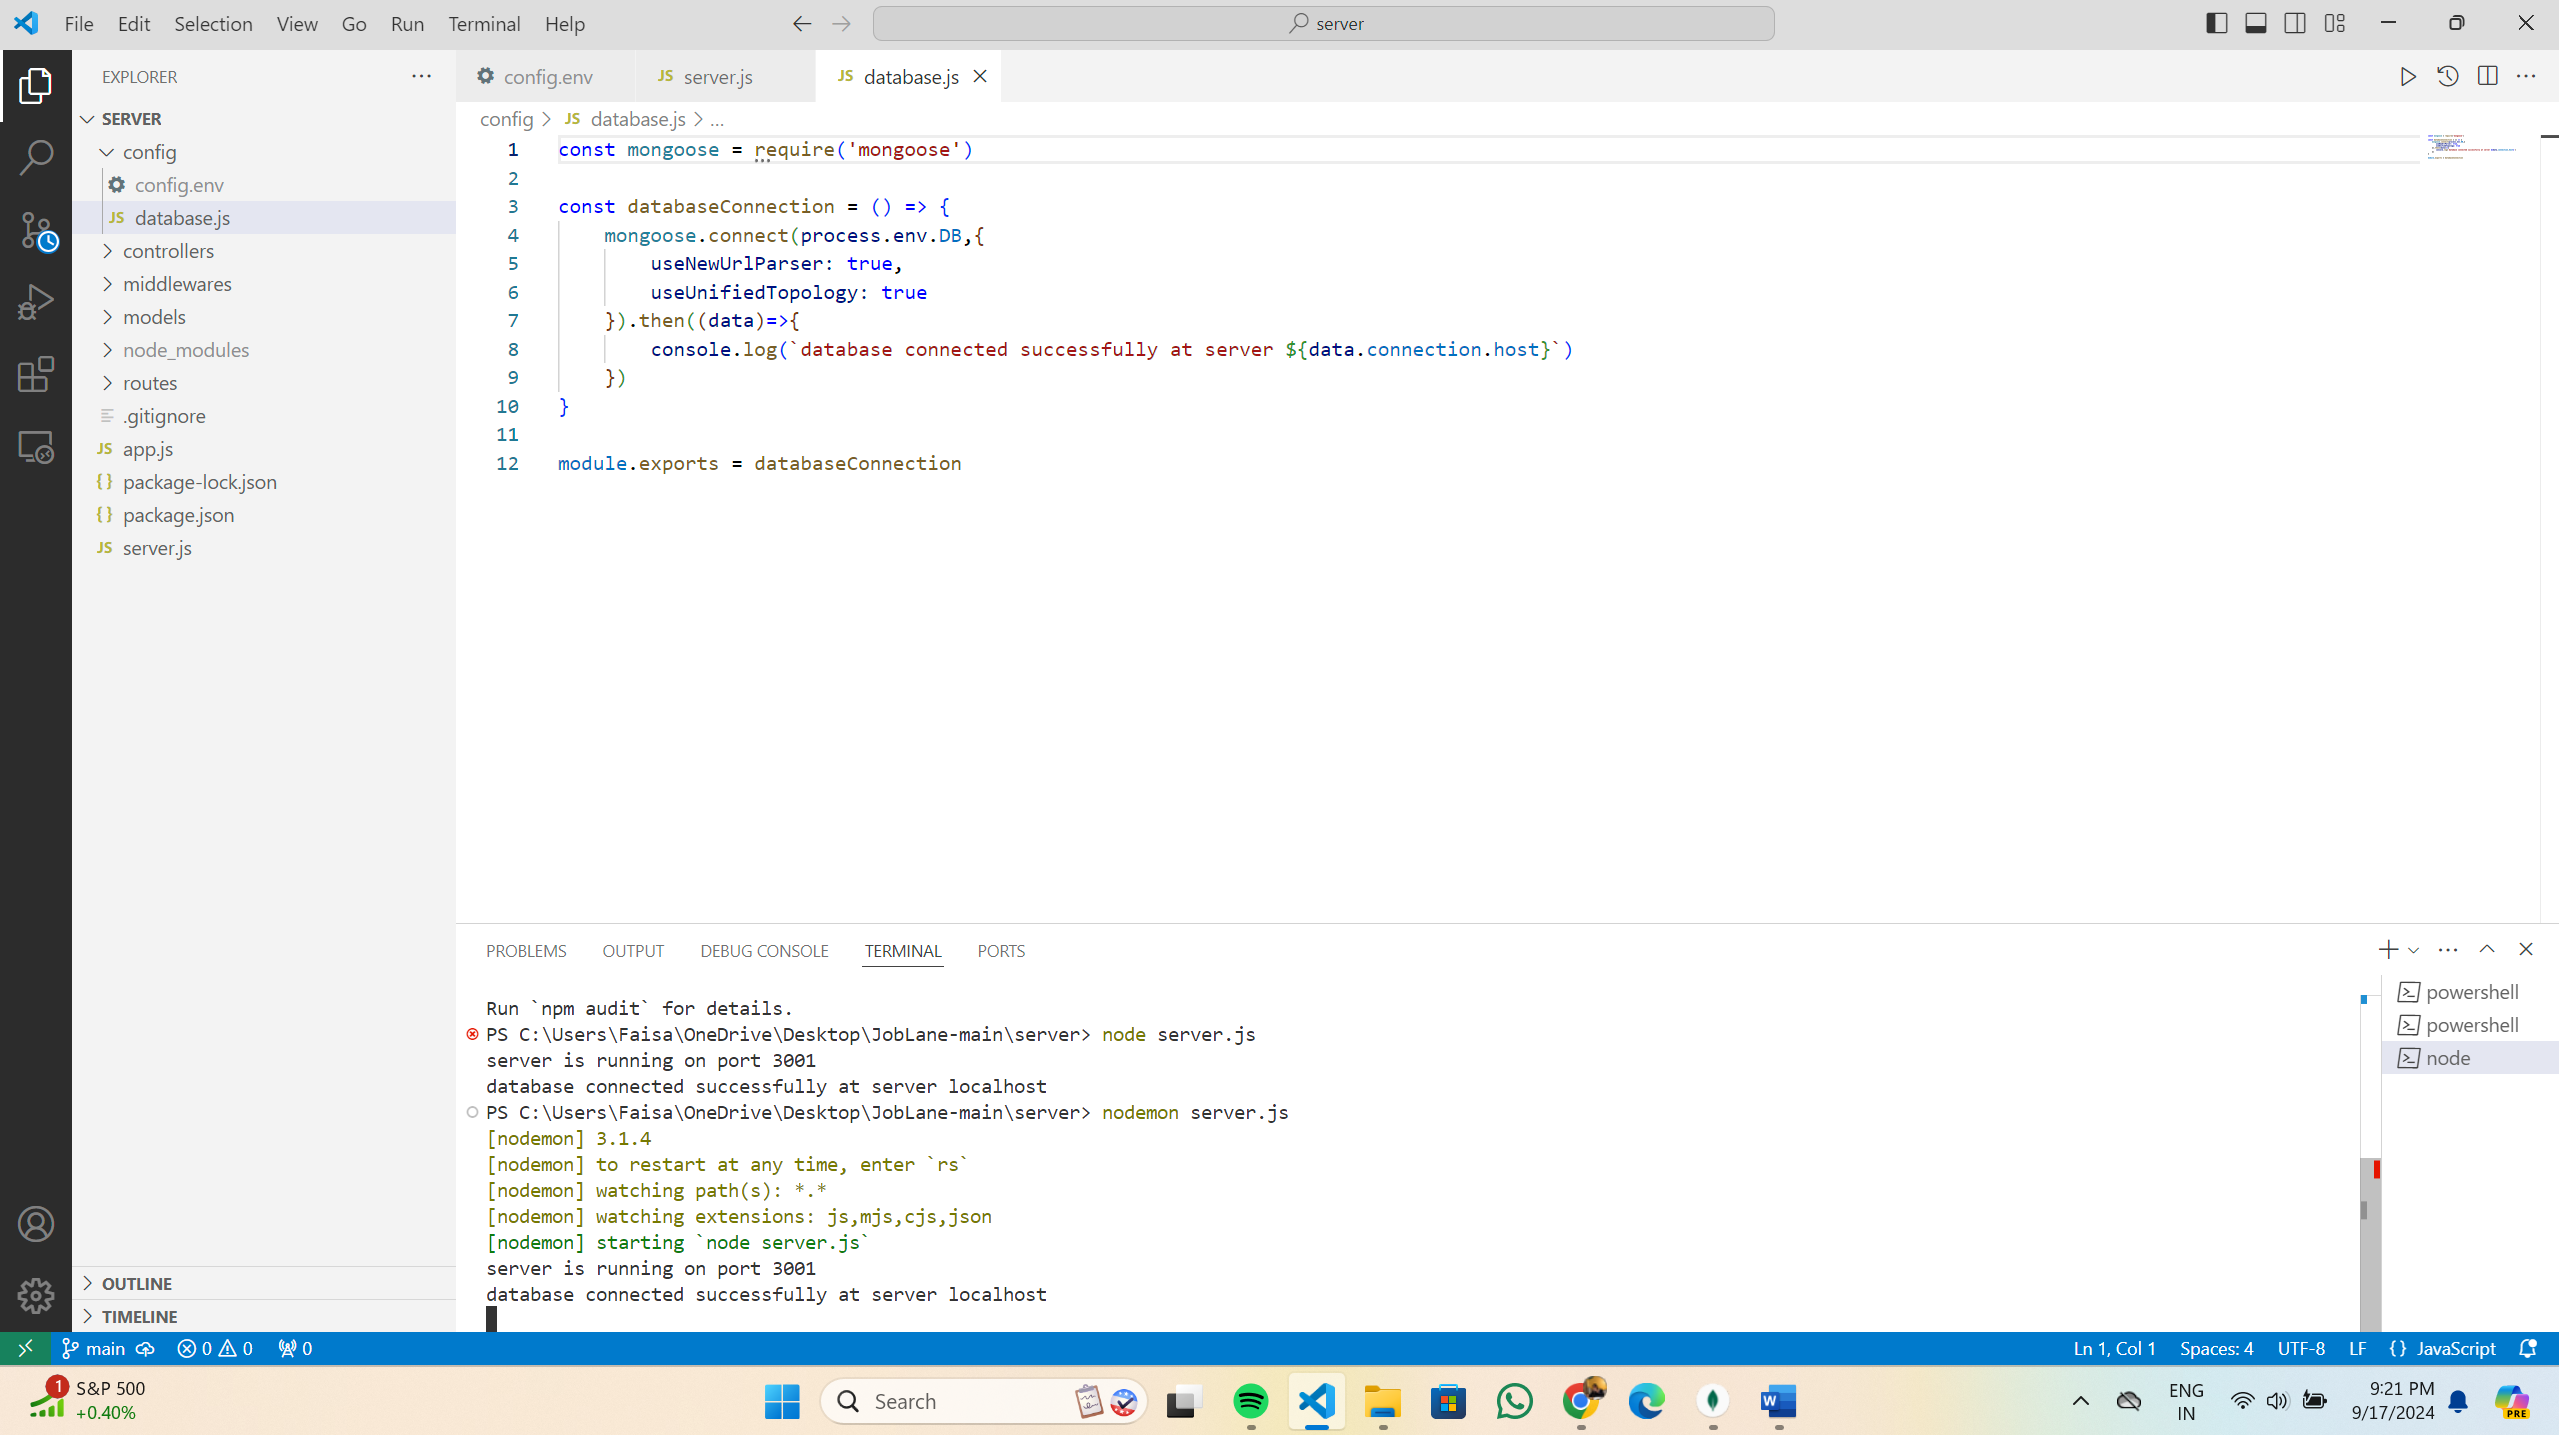 File Edit Selection View Go Run Terminal Help
server
EXPLORER
SERVER
config
config.env
JS database.js
controllers
middlewares
models
node_modules
routes
.gitignore
JS app.js
{} package-lock.json
{} package.json
JS server.js
OUTLINE
TIMELINE
config.env
JS server.js
JS database.js
config > JS database.js > ...
1 const mongoose = require('mongoose')
2
3 const databaseConnection = () => {
4 mongoose.connect(process.env.DB,{
5 useNewUrlParser: true,
6 useUnifiedTopology: true
7 }).then((data)=>{
8 console.log(`database connected successfully at server ${data.connection.host}`)
9 })
10 }
11
12 module.exports = databaseConnection
PROBLEMS OUTPUT DEBUG CONSOLE TERMINAL PORTS
Run `npm audit` for details.
PS C:\Users\Faisa\OneDrive\Desktop\JobLane-main\server> node server.js
server is running on port 3001
database connected successfully at server localhost
PS C:\Users\Faisa\OneDrive\Desktop\JobLane-main\server> nodemon server.js
[nodemon] 3.1.4
[nodemon] to restart at any time, enter `rs`
[nodemon] watching path(s): *.*
[nodemon] watching extensions: js,mjs,cjs,json
[nodemon] starting `node server.js`
server is running on port 3001
database connected successfully at server localhost
powershell
powershell
node
main 0 0 0
Ln 1, Col 1 Spaces: 4 UTF-8 LF {} JavaScript
1
S&P 500
+0.40%
Search
W
ENG
IN
9:21 PM
9/17/2024
PRE